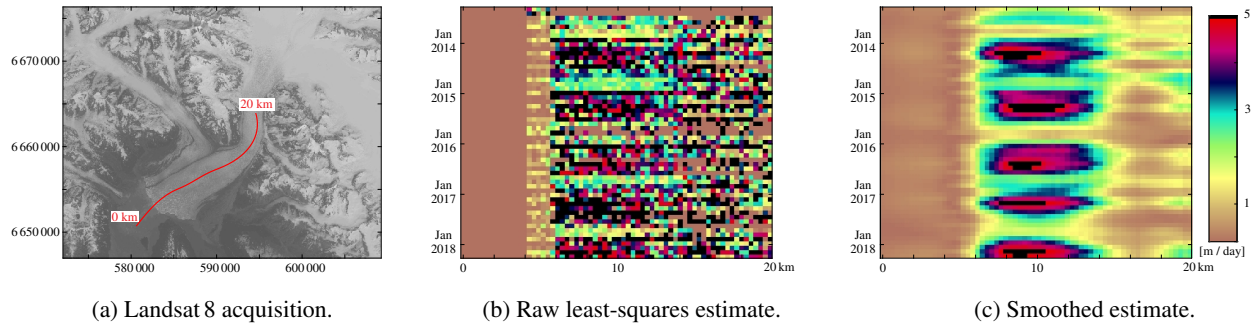 6 670 000
6 660 000
6 650 000
20 km
0 km
580 000
590 000
600 000
Jan
2014
Jan
2015
Jan
2016
Jan
2017
Jan
2018
0
10
20 km
Jan
2014
Jan
2015
Jan
2016
Jan
2017
Jan
2018
0
10
20 km
5
3
1
[m / day]
(a) Landsat 8 acquisition.
(b) Raw least-squares estimate.
(c) Smoothed estimate.